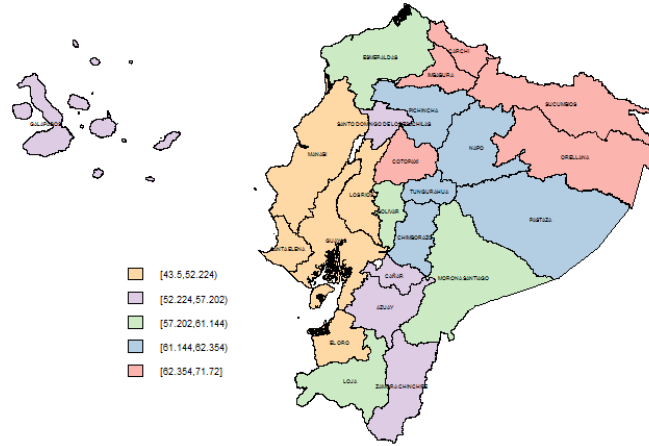 CARCHI
ESMERALDAS
IMBABURA
SUCUMBIOS
PICHINCHA
GALAPAGOS
SANTO DOMINGO DE LOS TSACHILAS
MANABI
NAPO
COTOPAXI
ORELLANA
TUNGURAHUA
LOS RIOS
BOLIVAR
PASTAZA
CHIMBORAZO
GUAYAS
SANTA ELENA
CAÑAR
MORONA SANTIAGO
AZUAY
EL ORO
LOJA
ZAMORA CHINCHIPE
[43.5,52.224)
[52.224,57.202)
[57.202,61.144)
[61.144,62.354)
[62.354,71.72]